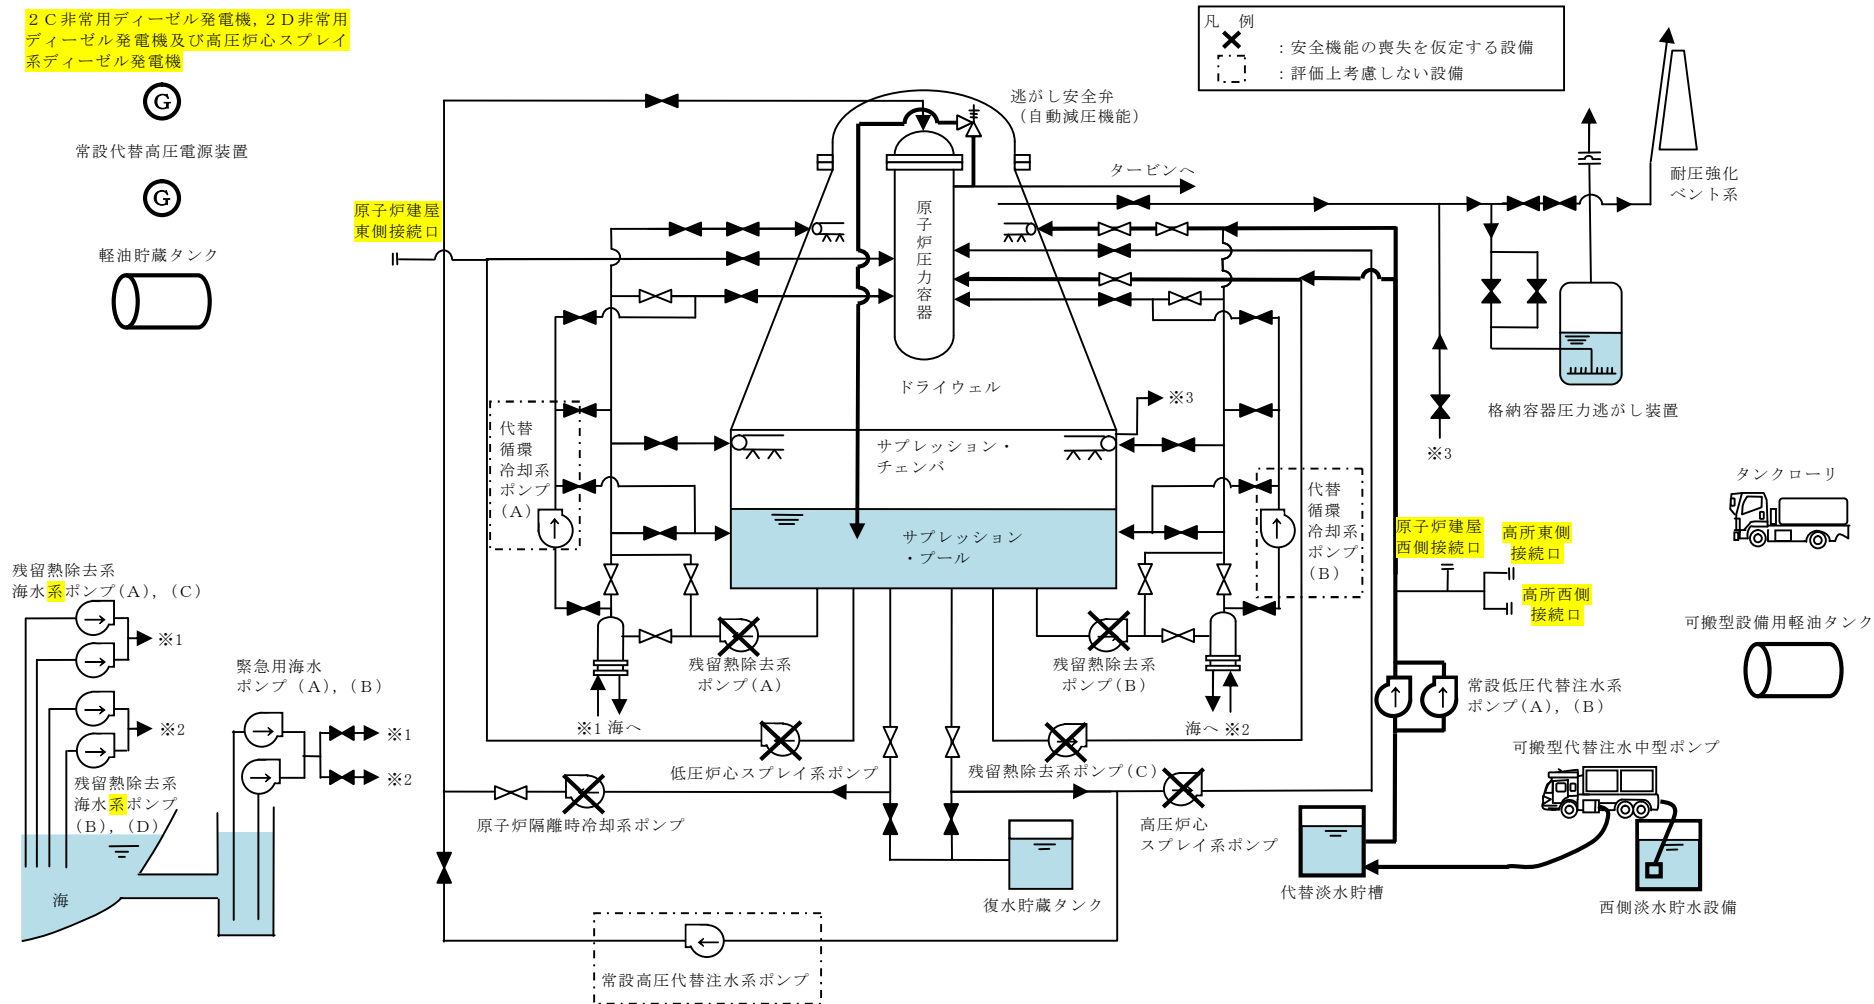 2C非常用ディーゼル発電機,2D非常用
ディーゼル発電機及び高圧炉心スプレイ
系ディーゼル発電機
G
常設代替高圧電源装置
G
軽油貯蔵タンク
凡 例
:安全機能の喪失を仮定する設備
:評価上考慮しない設備
逃がし安全弁
(自動減圧機能)
タービンへ
耐圧強化
ベント系
原子炉建屋
東側接続口
原子炉圧力容器
ドライウェル
※3
サプレッション・
チェンバ
サプレッション
・プール
格納容器圧力逃がし装置
※3
代替
循環
冷却系
ポンプ
(A)
代替
循環
冷却系
ポンプ
(B)
タンクローリ
原子炉建屋
西側接続口
高所東側
接続口
高所西側
接続口
可搬型設備用軽油タンク
残留熱除去系
海水系ポンプ(A),(C)
※1
※2
残留熱除去系
海水系ポンプ
(B),(D)
海
緊急用海水
ポンプ(A),(B)
※1
※2
残留熱除去系
ポンプ(A)
※1
海へ
残留熱除去系
ポンプ(B)
海へ
※2
常設低圧代替注水系
ポンプ(A),(B)
低圧炉心スプレイ系ポンプ
残留熱除去系ポンプ(C)
原子炉隔離時冷却系ポンプ
高圧炉心
スプレイ系ポンプ
可搬型代替注水中型ポンプ
復水貯蔵タンク
代替淡水貯槽
西側淡水貯水設備
常設高圧代替注水系ポンプ